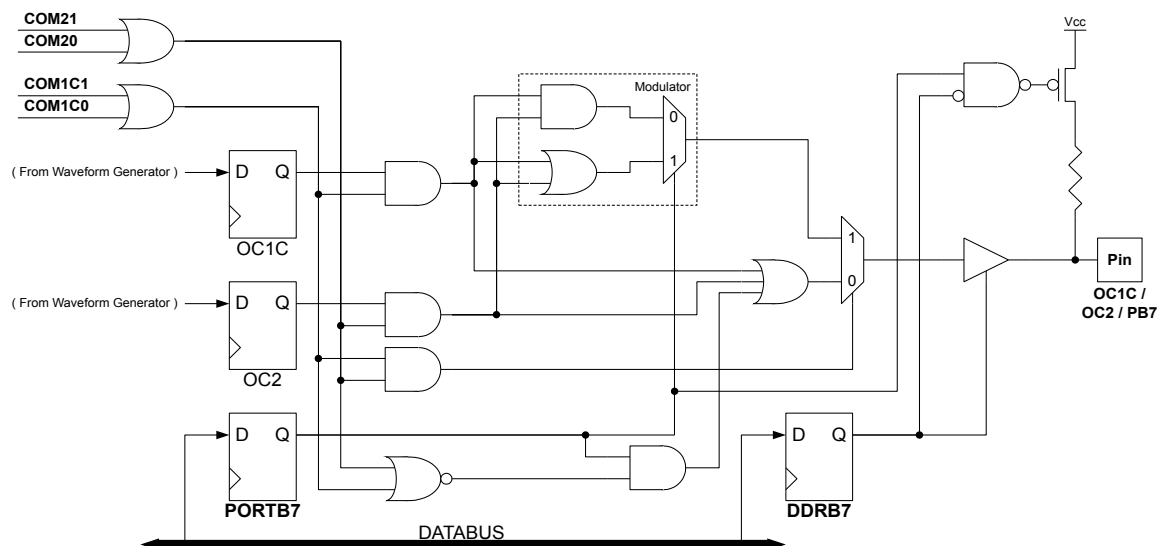 COM21
COM20
COM1C1
COM1C0
Vcc
Modulator
0
1
( From Waveform Generator )
D Q
OC1C
1
0
Pin
OC1C /
OC2 / PB7
( From Waveform Generator )
D Q
OC2
D Q
PORTB7
D Q
DDRB7
DATABUS